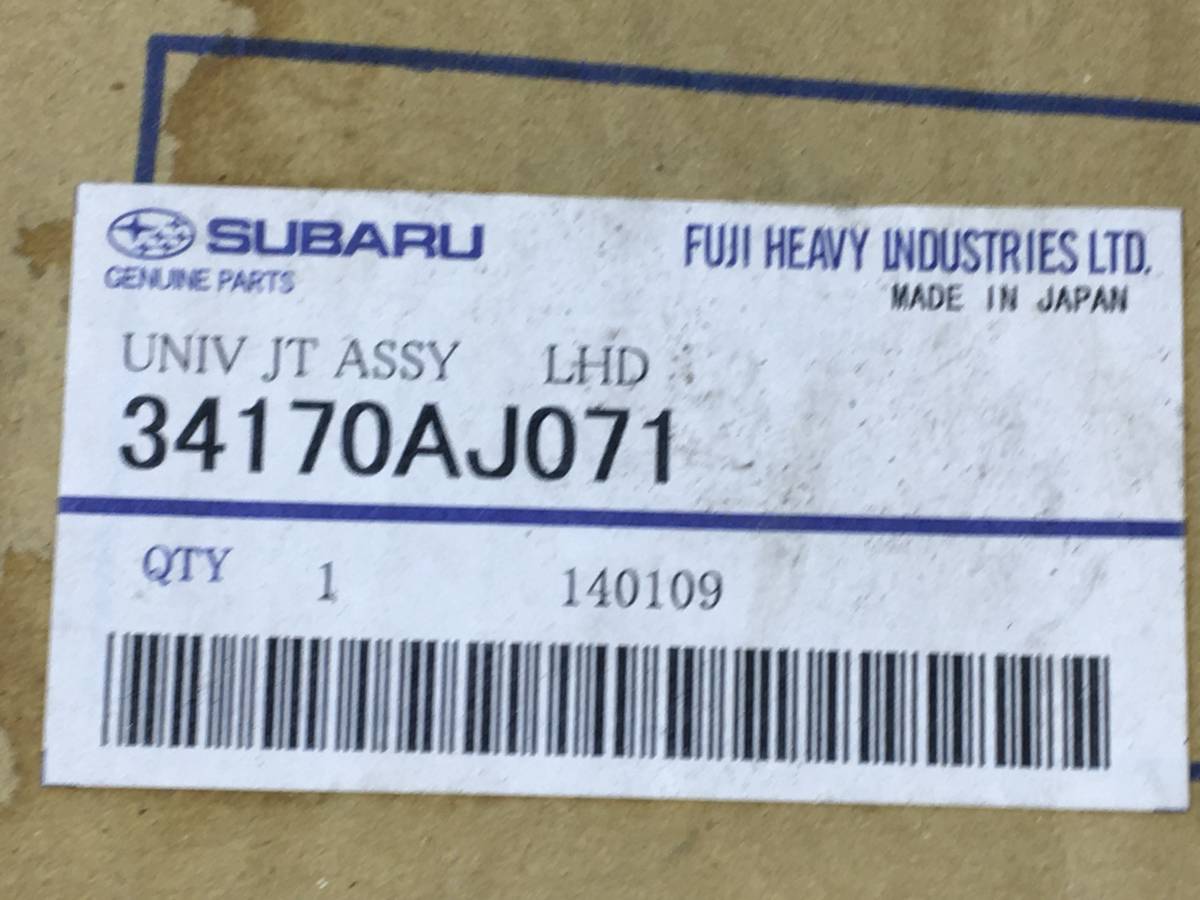 SUBARU FUJI HEAVY INDUSTRIES LTD.
GENUINE PARTS MADE IN JAPAN
UNIV JT ASSY LHD
34170AJ071
QTY 1 140109